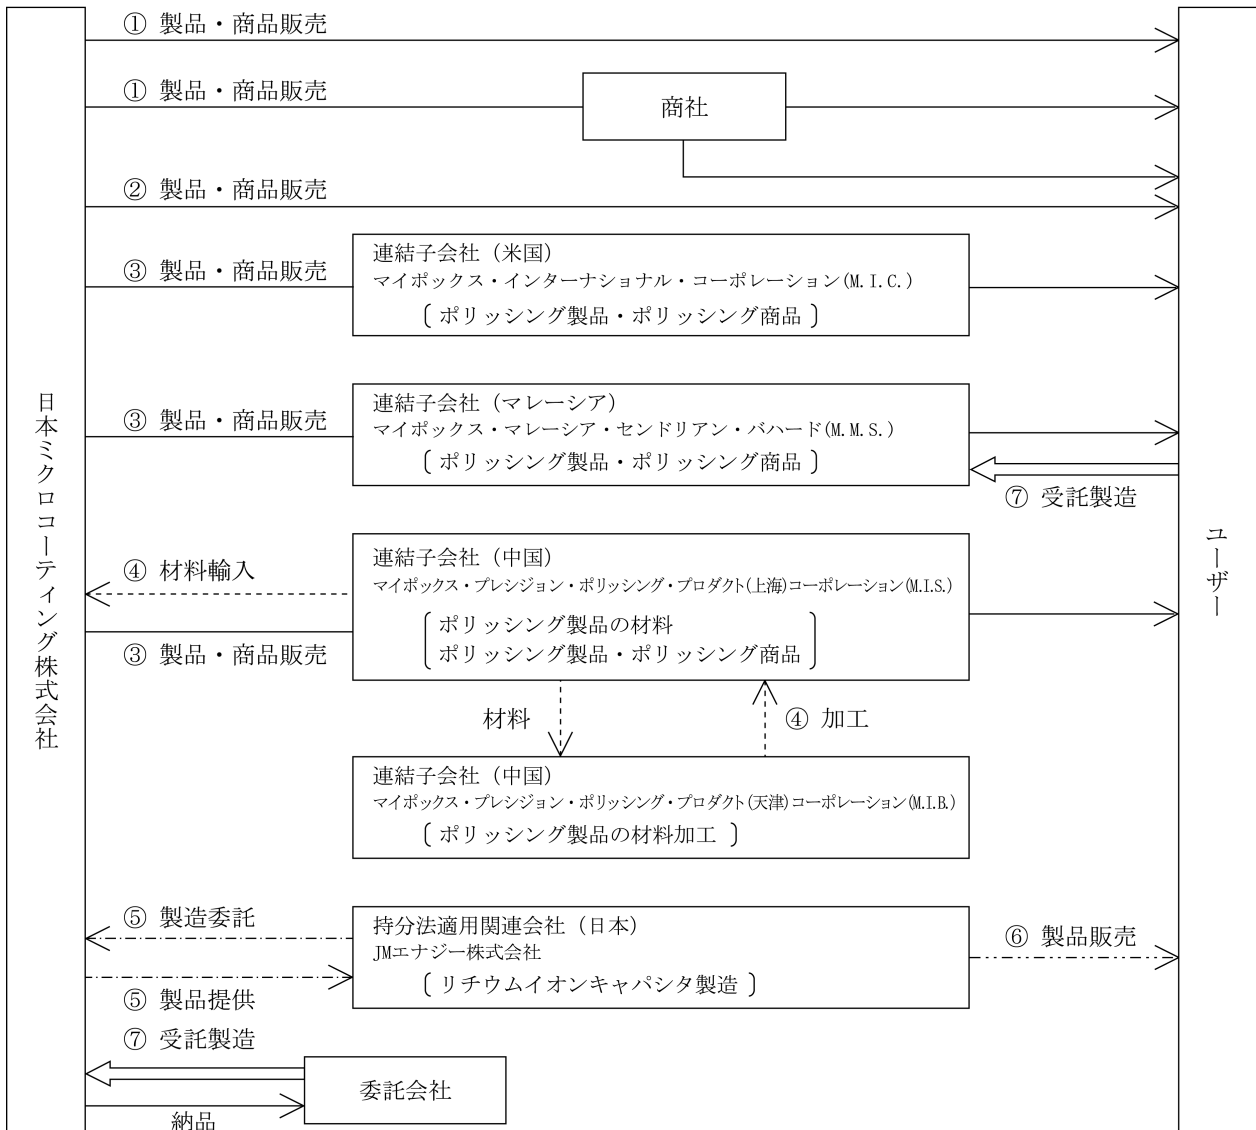 ① 製品・商品販売
① 製品・商品販売
商社
② 製品・商品販売
③ 製品・商品販売
連結子会社（米国）
マイポックス・インターナショナル・コーポレーション(M.I.C.)
〔ポリッシング製品・ポリッシング商品〕
③ 製品・商品販売
連結子会社（マレーシア）
マイポックス・マレーシア・センドリアン・バハード(M.M.S.)
〔ポリッシング製品・ポリッシング商品〕
⑦ 受託製造
日本ミクロコーティング株式会社
ユーザー
④ 材料輸入
③ 製品・商品販売
連結子会社（中国）
マイポックス・プレシジョン・ポリッシング・プロダクト(上海)コーポレーション(M.I.S.)
ポリッシング製品の材料
ポリッシング製品・ポリッシング商品
材料
④ 加工
連結子会社（中国）
マイポックス・プレシジョン・ポリッシング・プロダクト(天津)コーポレーション(M.I.B.)
〔ポリッシング製品の材料加工〕
⑤ 製造委託
⑤ 製品提供
持分法適用関連会社（日本）
JMエナジー株式会社
〔リチウムイオンキャパシタ製造〕
⑥ 製品販売
⑦ 受託製造
委託会社
納品